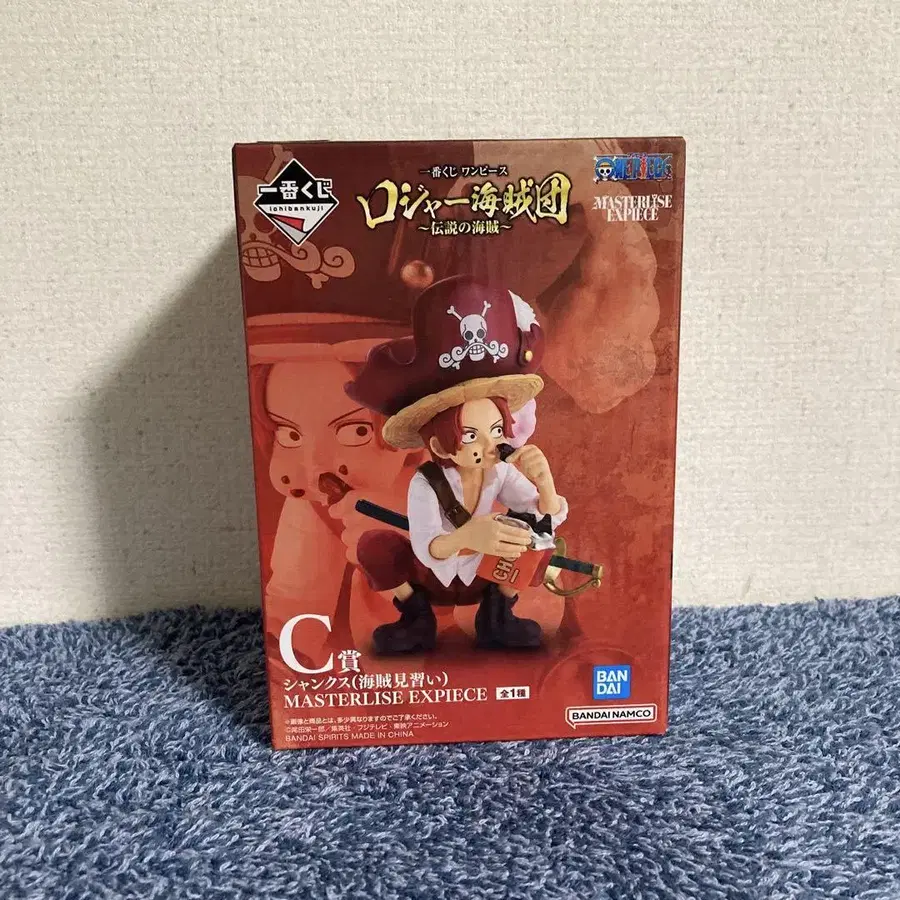 一番くじ
ichibankuji
一番くじ ワンピース
ロジャー海賊団
～伝説の海賊～
ONE PIECE
MASTERLISE
EXPIECE
C賞
シャンクス(海賊見習い)
MASTERLISE EXPIECE 全1種
※画像と商品とは、多少異なりますのでご了承ください。
©尾田栄一郎／集英社・フジテレビ・東映アニメーション
BANDAI SPIRITS MADE IN CHINA
BAN
DAI
BANDAI NAMCO